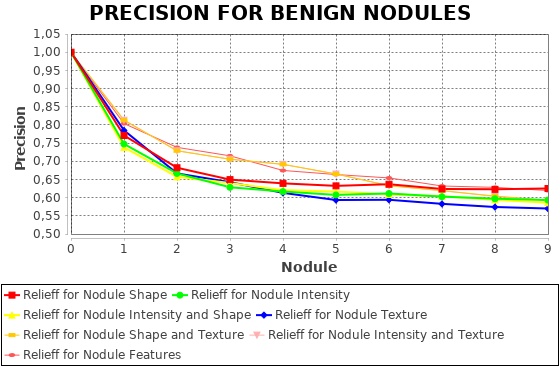 PRECISION FOR BENIGN NODULES
1,05
1,00
0,95
0,90
0,85
0,80
0,75
0,70
0,65
0,60
0,55
0,50
Precision
0 1 2 3 4 5 6 7 8 9
Nodule
Relieff for Nodule Shape Relieff for Nodule Intensity
Relieff for Nodule Intensity and Shape Relieff for Nodule Texture
Relieff for Nodule Shape and Texture Relieff for Nodule Intensity and Texture
Relieff for Nodule Features